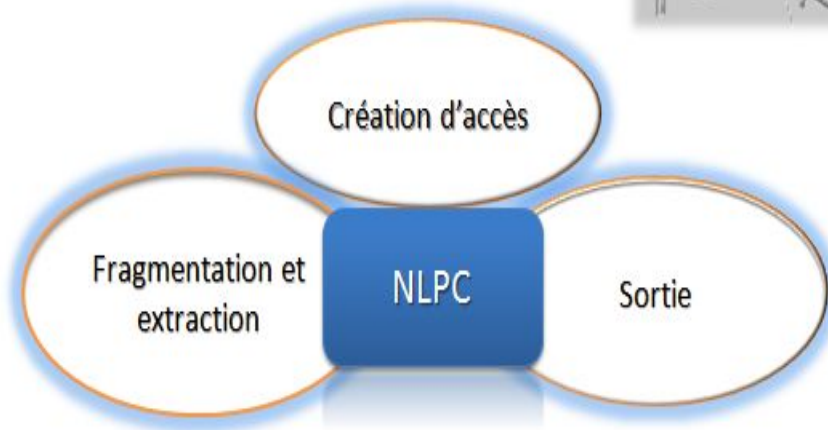 Création d'accès
Fragmentation et
extraction
NLPC
Sortie